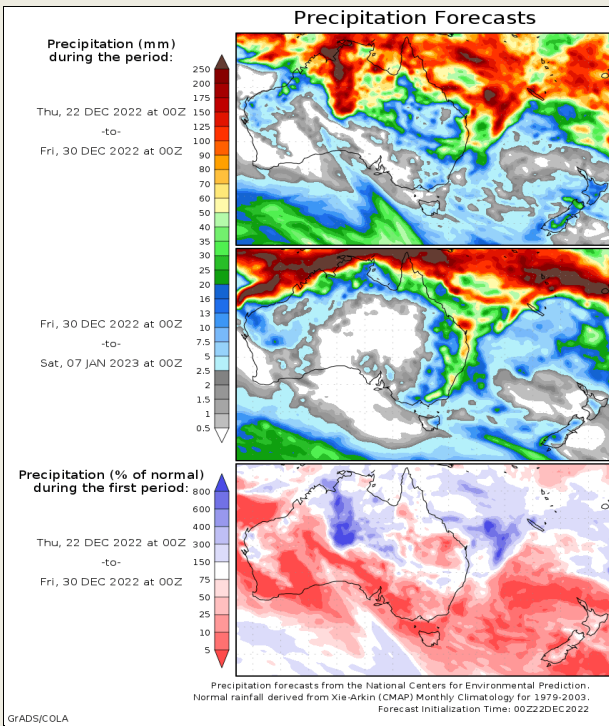 Precipitation Forecasts
Precipitation (mm)
during the period:
Thu, 22 DEC 2022 at 00Z
-to-
Fri, 30 DEC 2022 at 00Z
250
200
175
150
125
100
90
80
70
60
50
40
35
30
25
20
16
13
10
7.5
5
2.5
2
1.5
1
0.5
Fri, 30 DEC 2022 at 00Z
-to-
Sat, 07 JAN 2023 at 00Z
Precipitation (% of normal)
during the first period:
Thu, 22 DEC 2022 at 00Z
-to-
Fri, 30 DEC 2022 at 00Z
800
600
400
300
150
75
50
25
10
5
Precipitation forecasts from the National Centers for Environmental Prediction.
Normal rainfall derived from Xie-Arkin (CMAP) Monthly Climatology for 1979-2003.
Forecast Initialization Time: 00Z22DEC2022
GrADS/COLA